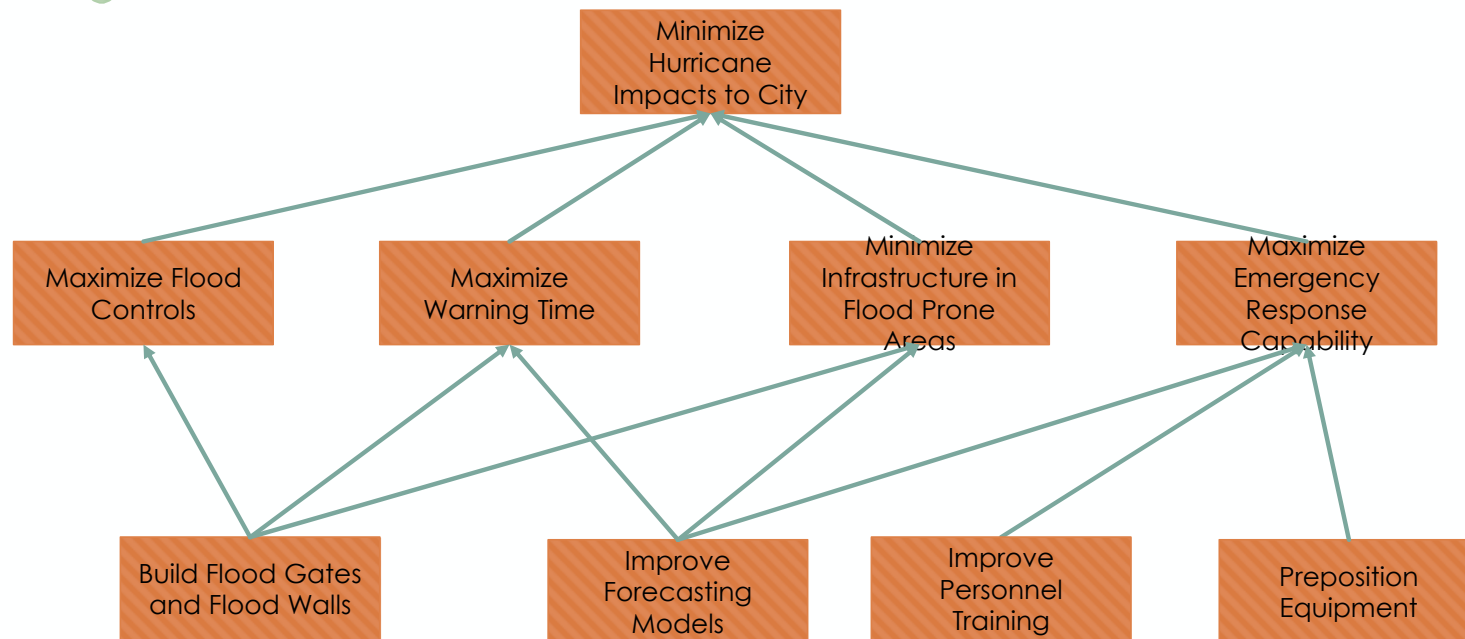 Minimize
Hurricane
Impacts to City
Maximize Flood
Controls
Maximize
Warning Time
Minimize
Infrastructure in
Flood Prone
Areas
Maximize
Emergency
Response
Capability
Build Flood Gates
and Flood Walls
Improve
Forecasting
Models
Improve
Personnel
Training
Preposition
Equipment